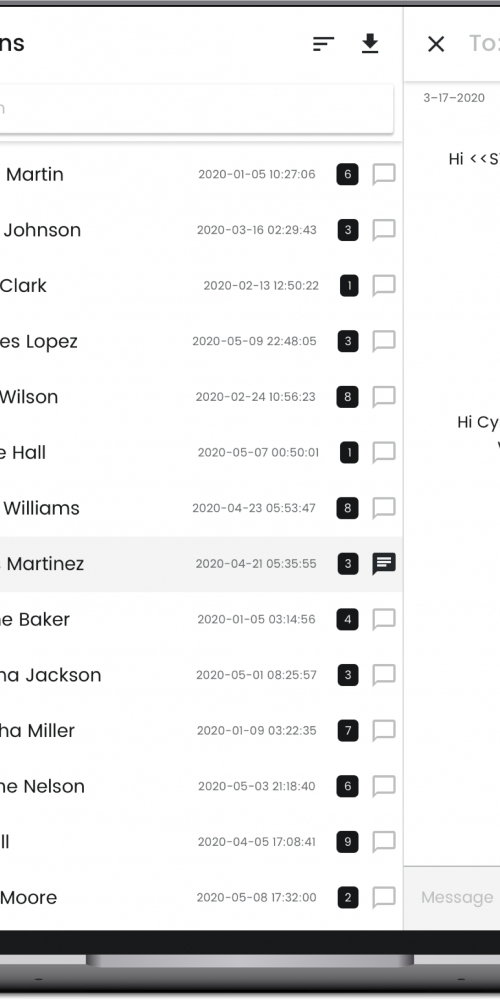 ns
To:
3-17-2020
Martin 2020-01-05 10:27:06 6
Hi <<S
Johnson 2020-03-16 02:29:43 3
Clark 2020-02-13 12:50:22 1
es Lopez 2020-05-09 22:48:05 3
Wilson 2020-02-24 10:56:23 8
Hi Cy
e Hall 2020-05-07 00:50:01 1
Williams 2020-04-23 05:53:47 8
s Martinez 2020-04-21 05:35:55 3
ne Baker 2020-01-05 03:14:56 4
na Jackson 2020-05-01 08:25:57 3
ha Miller 2020-01-09 03:22:35 7
ne Nelson 2020-05-03 21:18:40 6
ll 2020-04-05 17:08:41 9
Moore 2020-05-08 17:32:00 2
Message